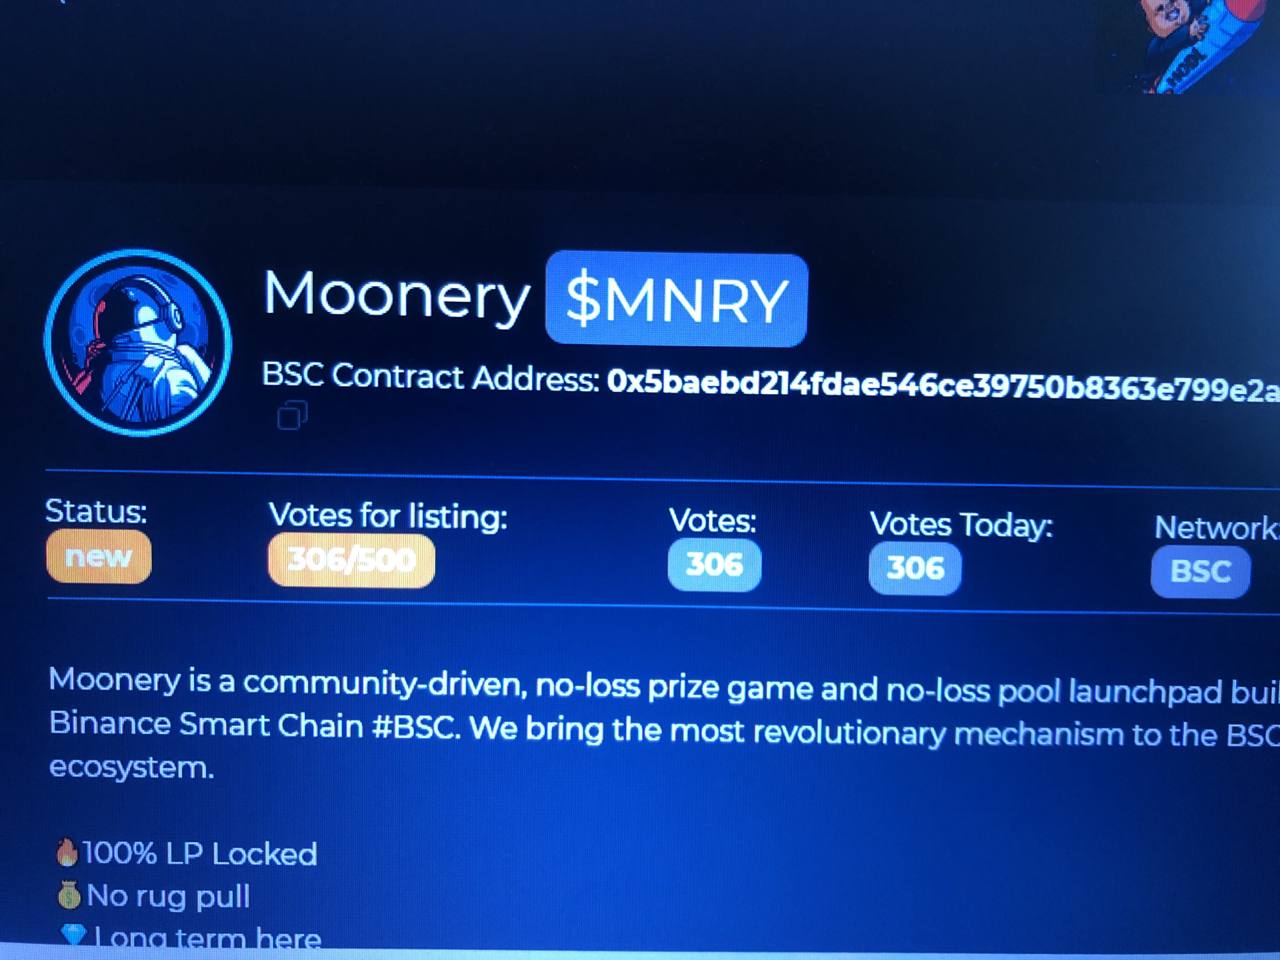 Moonery $MNRY
BSC Contract Address: 0x5baebd214fdae546ce39750b8363e799e2a
Status:
new
Votes for listing:
306/500
Votes:
306
Votes Today:
306
Network:
BSC
Moonery is a community-driven, no-loss prize game and no-loss pool launchpad buil
Binance Smart Chain #BSC. We bring the most revolutionary mechanism to the BSC
ecosystem.
🔥100% LP Locked
💰No rug pull
💎Long term here